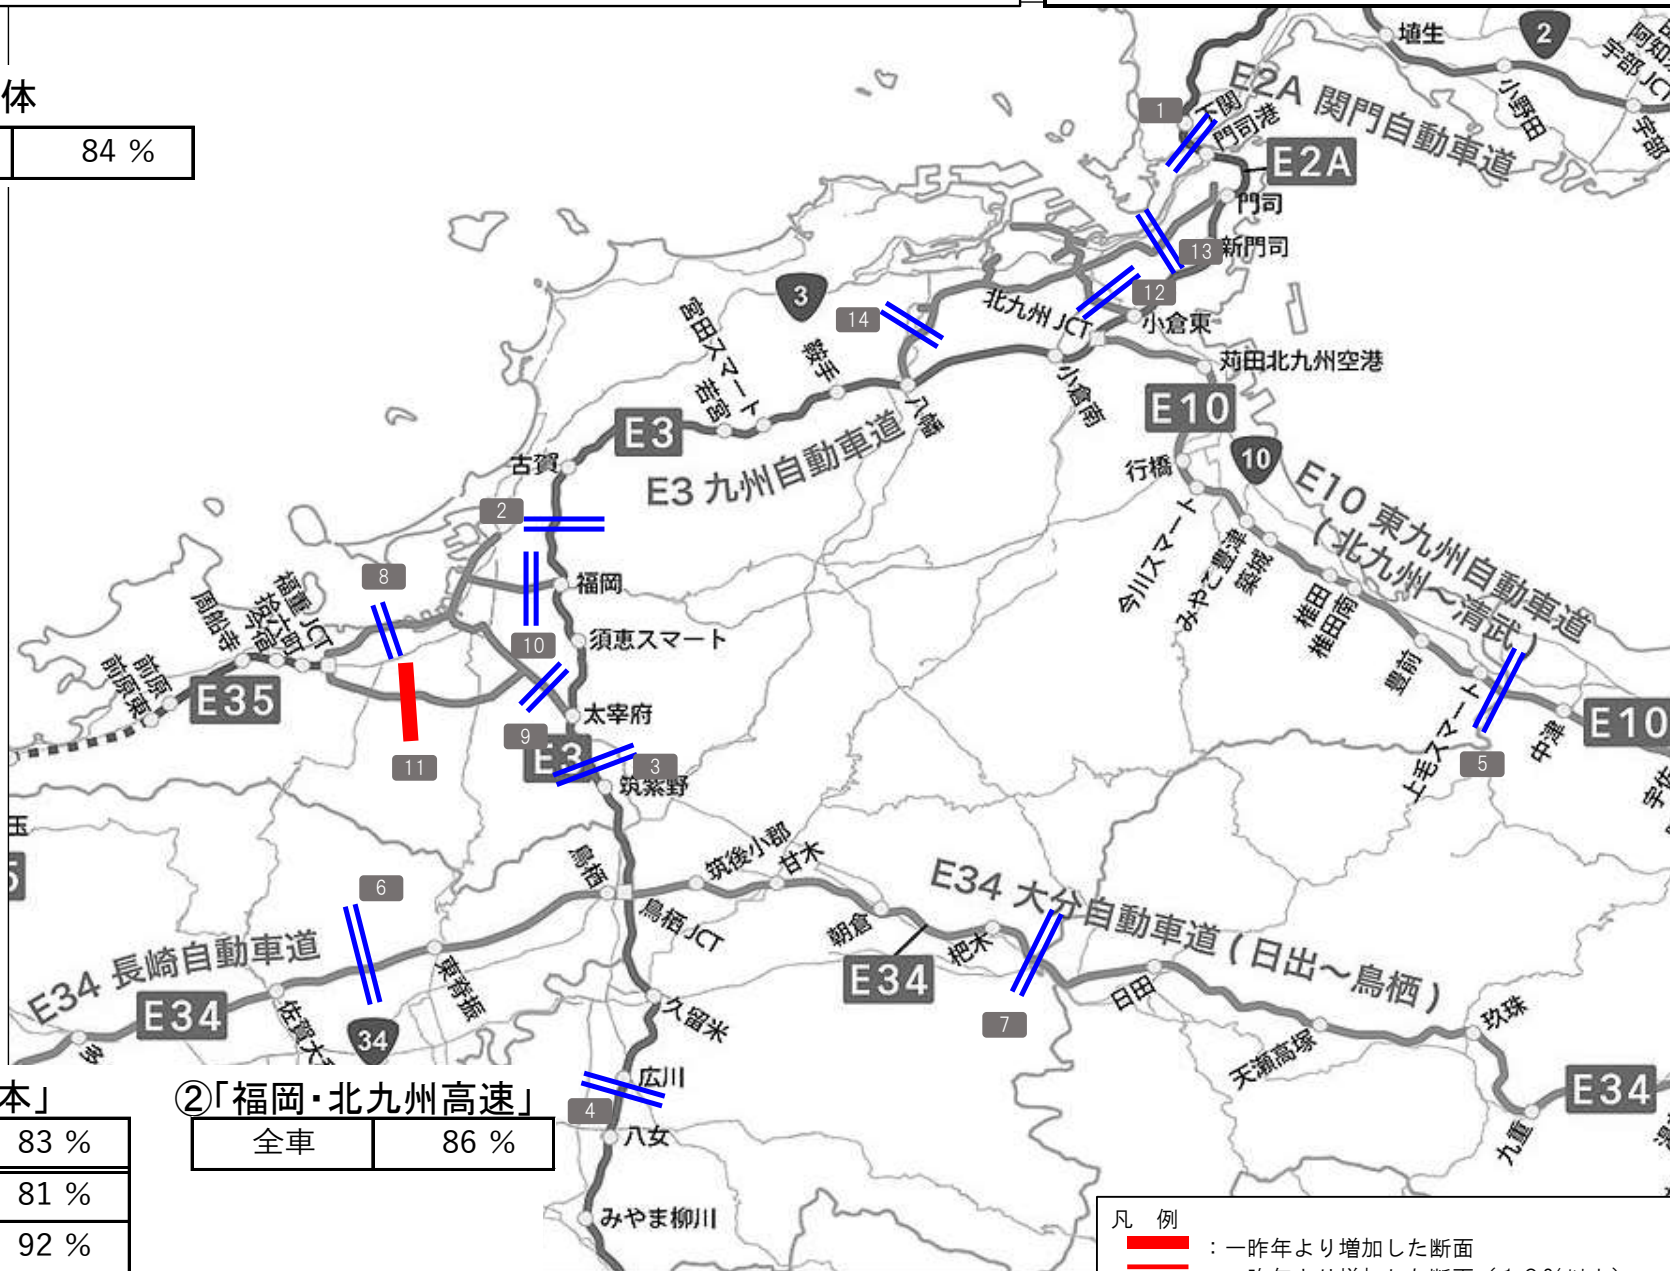 体
84 %
埴生
2
宇部JCT
小野田
宇部
1
下関
門司港
E2A 関門自動車道
E2A
門司
新門司
13
12
3
14
北九州 JCT
小倉東
宮田スマート
若宮
鞍手
八幡
小倉南
苅田北九州空港
E3
E10
E3 九州自動車道
古賀
行橋
10
E10 東九州自動車道
(北九州～清武)
今川スマート
みやこ豊津
築城
椎田
椎田南
豊前
上毛スマート
中津
5
E10
2
福岡
8
福重JCT
拾六町
今宿
周船寺
前原
前原東
10
須恵スマート
E35
太宰府
9
E3
3
11
筑紫野
玉
5
6
鳥栖
筑後小郡
甘木
鳥栖 JCT
E34 大分自動車道 (日出～鳥栖)
朝倉
杷木
E34
E34 長崎自動車道
E34
34
東脊振
佐賀大
多
久留米
7
日田
天瀬高塚
玖珠
E34
九重
広川
4
八女
みやま柳川
本」
83 %
81 %
92 %
②「福岡・北九州高速」
全車 86 %
凡 例
：一昨年より増加した断面